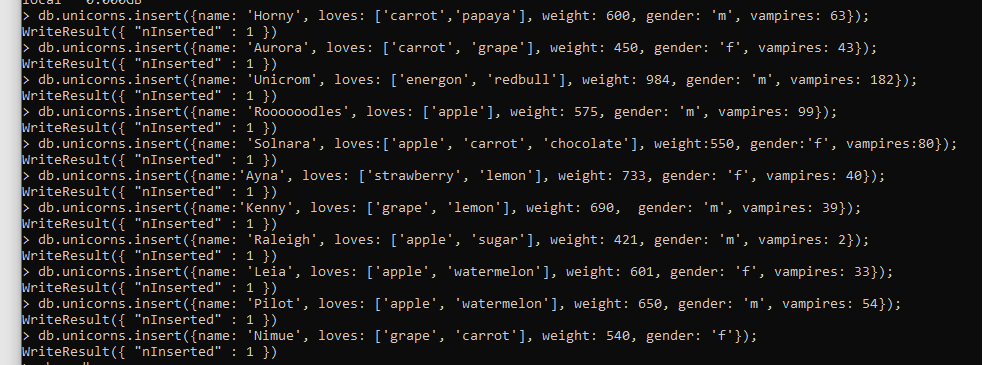 local   0.000GB
> db.unicorns.insert({name: 'Horny', loves: ['carrot','papaya'], weight: 600, gender: 'm', vampires: 63});
WriteResult({ "nInserted" : 1 })
> db.unicorns.insert({name: 'Aurora', loves: ['carrot', 'grape'], weight: 450, gender: 'f', vampires: 43});
WriteResult({ "nInserted" : 1 })
> db.unicorns.insert({name: 'Unicrom', loves: ['energon', 'redbull'], weight: 984, gender: 'm', vampires: 182});
WriteResult({ "nInserted" : 1 })
> db.unicorns.insert({name: 'Roooooodles', loves: ['apple'], weight: 575, gender: 'm', vampires: 99});
WriteResult({ "nInserted" : 1 })
> db.unicorns.insert({name: 'Solnara', loves:['apple', 'carrot', 'chocolate'], weight:550, gender:'f', vampires:80});
WriteResult({ "nInserted" : 1 })
> db.unicorns.insert({name:'Ayna', loves: ['strawberry', 'lemon'], weight: 733, gender: 'f', vampires: 40});
WriteResult({ "nInserted" : 1 })
> db.unicorns.insert({name:'Kenny', loves: ['grape', 'lemon'], weight: 690,  gender: 'm', vampires: 39});
WriteResult({ "nInserted" : 1 })
> db.unicorns.insert({name: 'Raleigh', loves: ['apple', 'sugar'], weight: 421, gender: 'm', vampires: 2});
WriteResult({ "nInserted" : 1 })
> db.unicorns.insert({name: 'Leia', loves: ['apple', 'watermelon'], weight: 601, gender: 'f', vampires: 33});
WriteResult({ "nInserted" : 1 })
> db.unicorns.insert({name: 'Pilot', loves: ['apple', 'watermelon'], weight: 650, gender: 'm', vampires: 54});
WriteResult({ "nInserted" : 1 })
> db.unicorns.insert({name: 'Nimue', loves: ['grape', 'carrot'], weight: 540, gender: 'f'});
WriteResult({ "nInserted" : 1 })